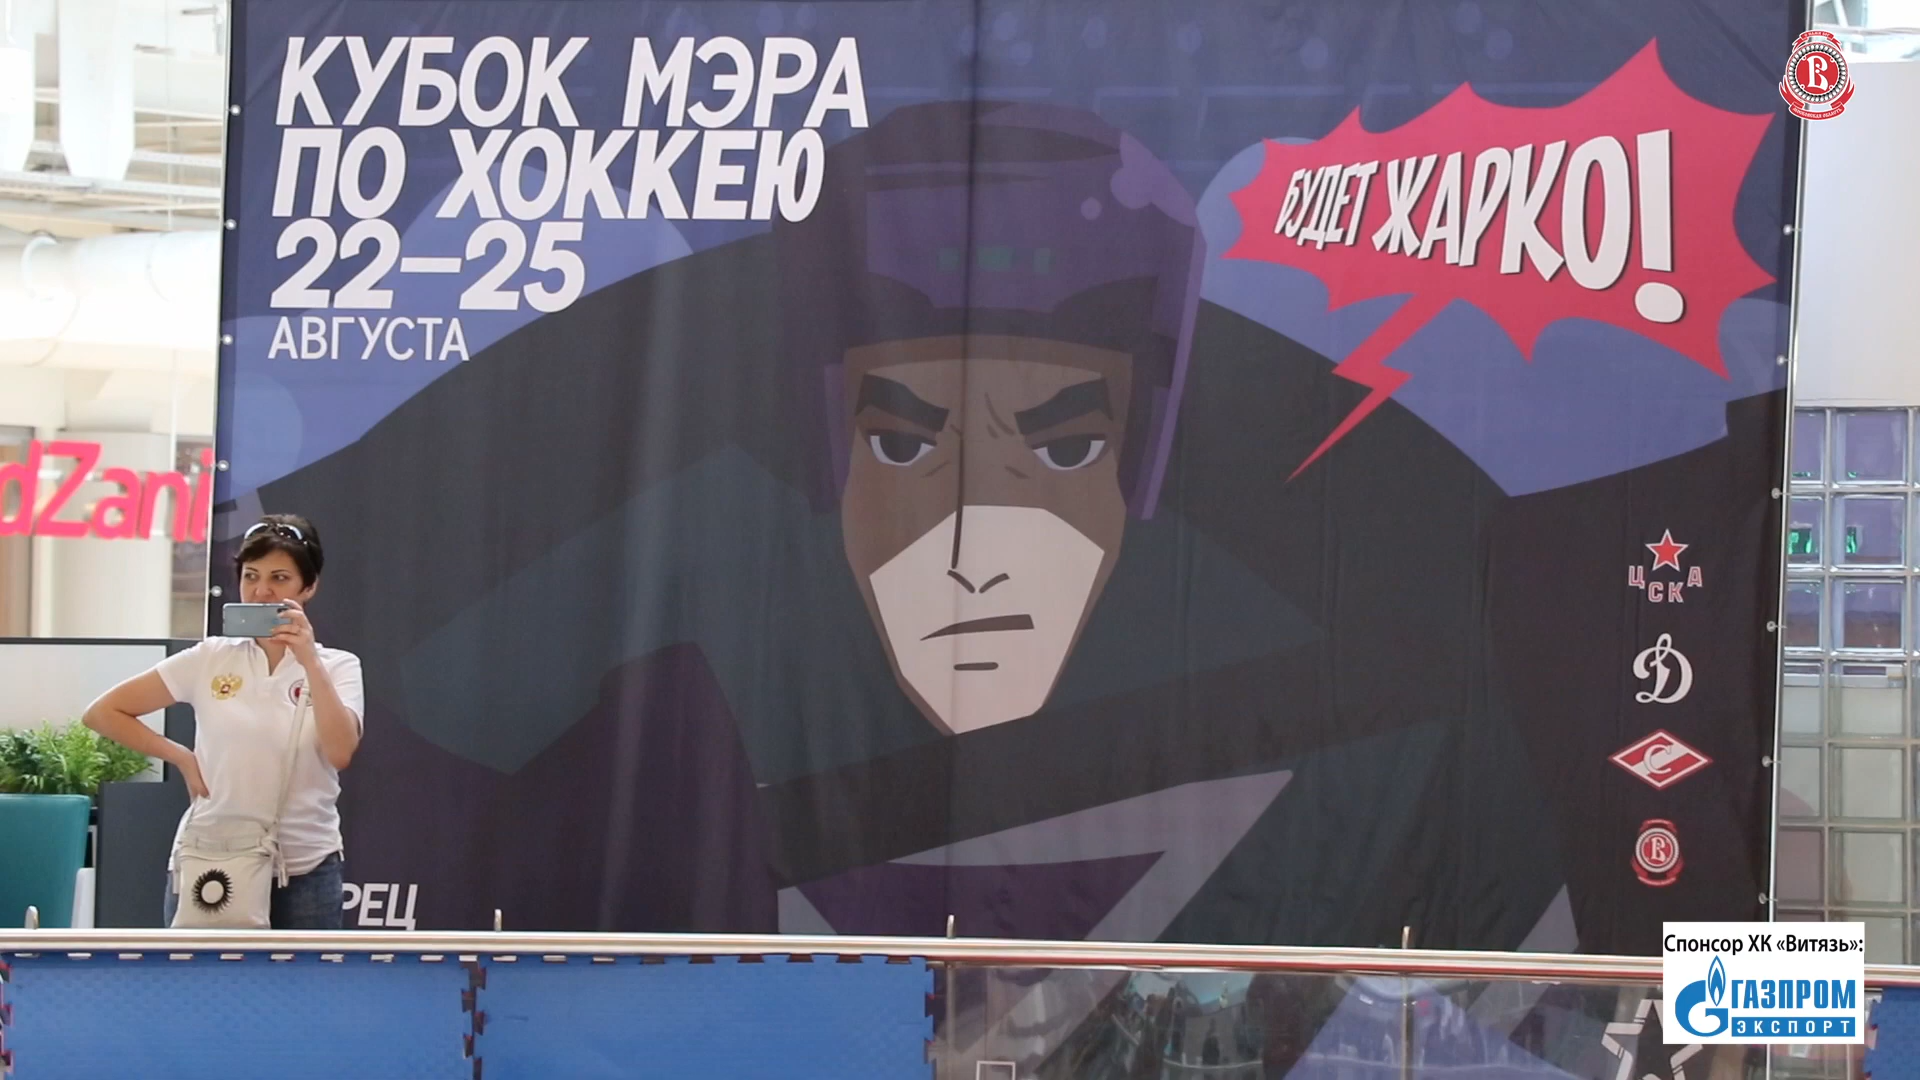 КУБОК МЭРА
ПО ХОККЕЮ
22–25
АВГУСТА
БУДЕТ ЖАРКО!
dZani
ЦСКА
Д
С
В
РЕЦ
В
Спонсор ХК «Витязь»:
ГАЗПРОМ
ЭКСПОРТ